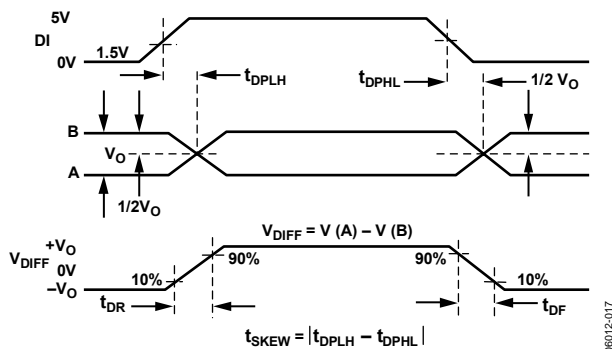 5V
DI
1.5V
0V
tDPLH
tDPHL
1/2 VO
B
VO
A
1/2VO
VDIFF = V (A) – V (B)
+VO
VDIFF
0V
–VO
10%
90%
90%
10%
tDR
tDF
tSKEW = |tDPLH – tDPHL|
06012-017